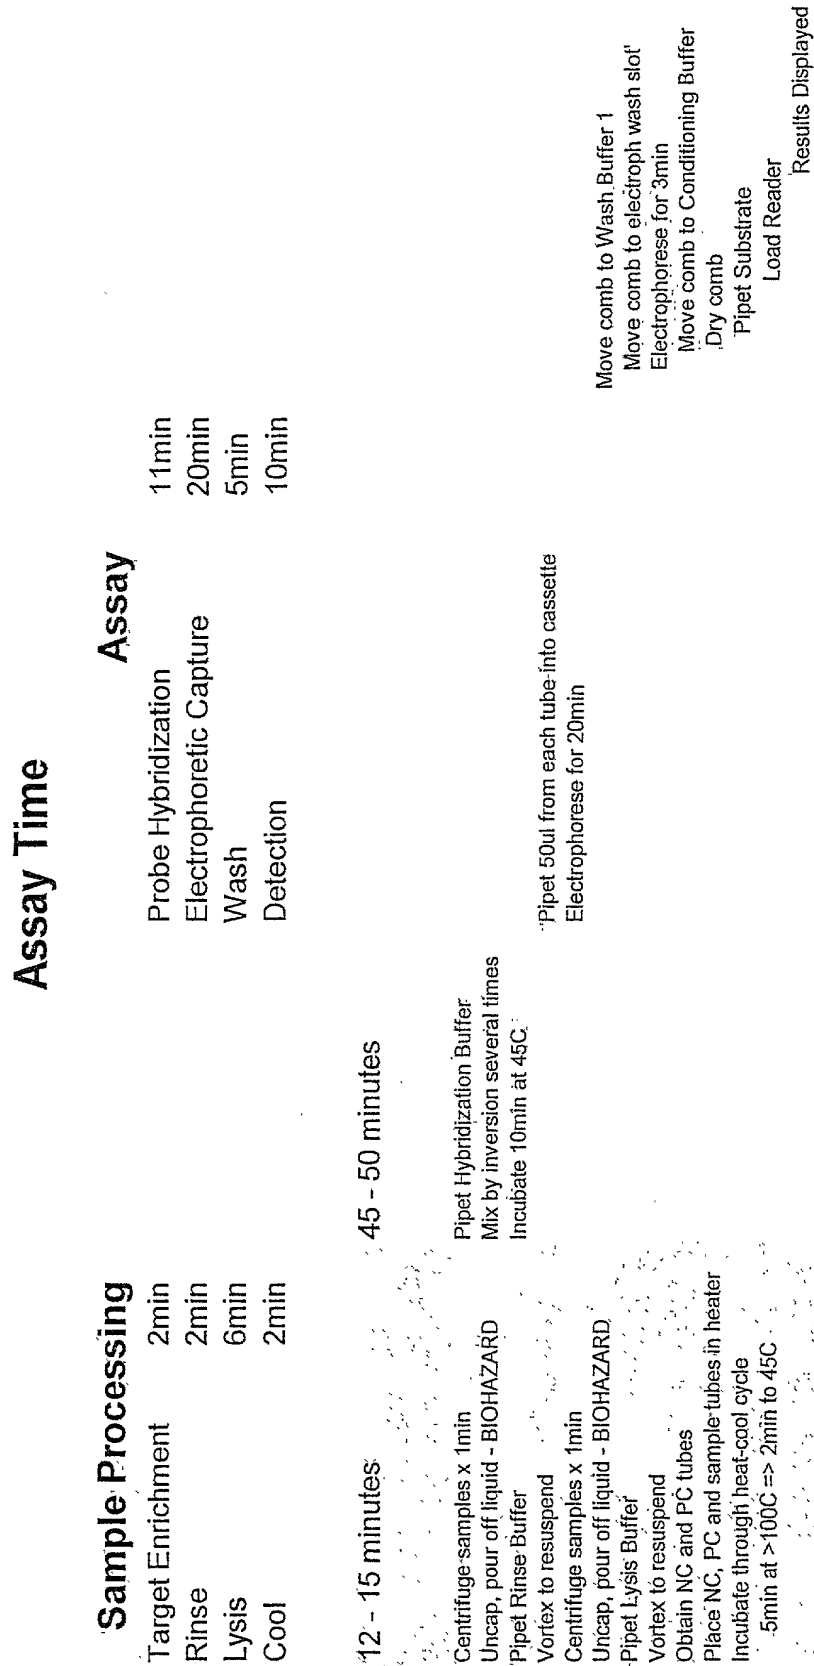 Assay Time
Sample Processing
Target Enrichment 2min
Rinse 2min
Lysis 6min
Cool 2min
Assay
Probe Hybridization 11min
Electrophoretic Capture 20min
Wash 5min
Detection 10min
12 - 15 minutes
45 - 50 minutes
Centrifuge samples x 1min
Uncap, pour off liquid - BIOHAZARD
Pipet Rinse Buffer
Vortex to resuspend
Centrifuge samples x 1min
Uncap, pour off liquid - BIOHAZARD
Pipet Lysis Buffer
Vortex to resuspend
Obtain NC and PC tubes
Place NC, PC and sample tubes in heater
Incubate through heat-cool cycle
5min at >100C => 2min to 45C
Pipet Hybridization Buffer
Mix by inversion several times
Incubate 10min at 45C
Pipet 50ul from each tube into cassette
Electrophorese for 20min
Move comb to Wash Buffer 1
Move comb to electroph wash slot
Electrophorese for 3min
Move comb to Conditioning Buffer
Dry comb
Pipet Substrate
Load Reader
Results Displayed